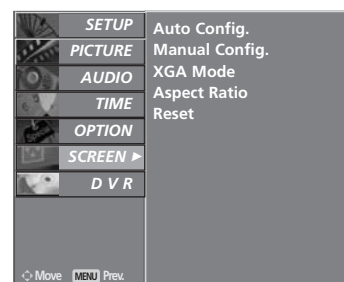 SETUP
PICTURE
AUDIO
TIME
OPTION
SCREEN ►
D V R
Auto Config.
Manual Config.
XGA Mode
Aspect Ratio
Reset
Move MENU Prev.